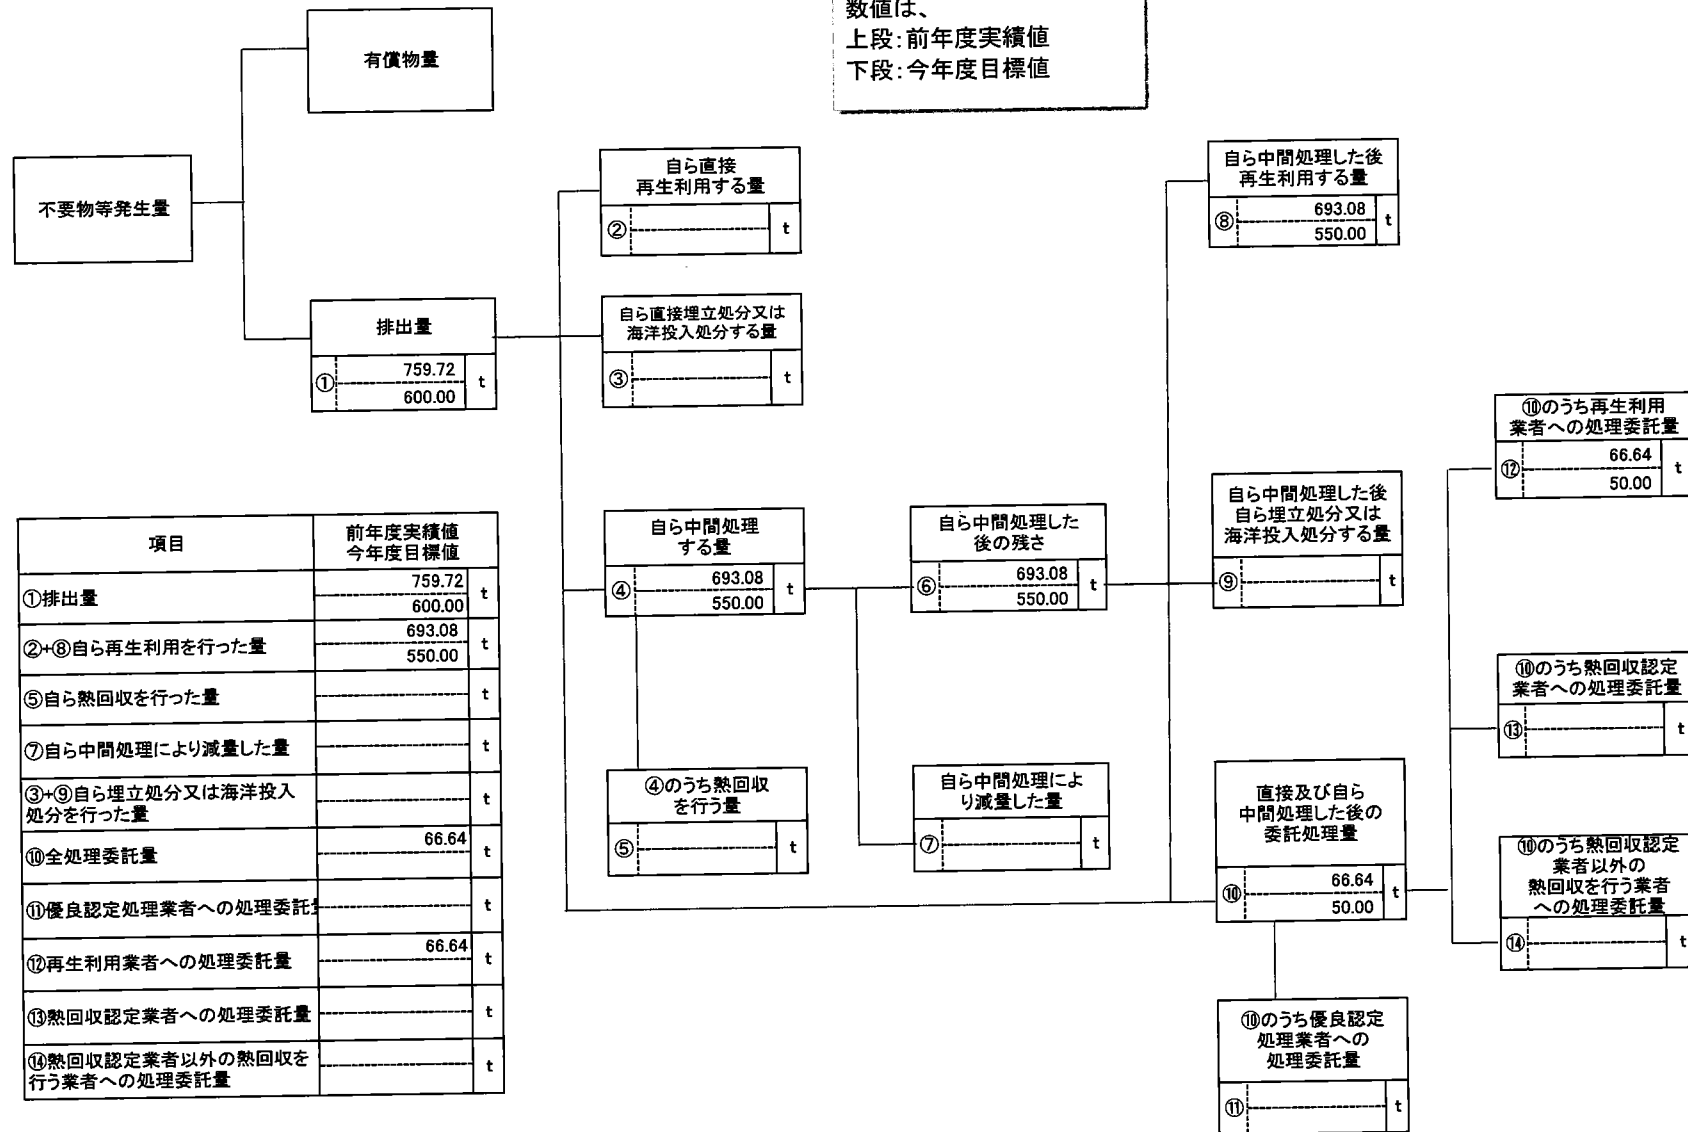 数値は、
上段:前年度実績値
下段:今年度目標値
有償物量
不要物等発生量
排出量
①
759.72
600.00
t
自ら直接
再生利用する量
②
t
自ら直接埋立処分又は
海洋投入処分する量
③
t
自ら中間処理
する量
④
693.08
550.00
t
④のうち熱回収
を行う量
⑤
t
自ら中間処理した
後の残さ
⑥
693.08
550.00
t
自ら中間処理によ
り減量した量
⑦
t
自ら中間処理した後
再生利用する量
⑧
693.08
550.00
t
自ら中間処理した後
自ら埋立処分又は
海洋投入処分する量
⑨
t
直接及び自ら
中間処理した後の
委託処理量
⑩
66.64
50.00
t
⑩のうち優良認定
処理業者への
処理委託量
⑪
t
⑩のうち再生利用
業者への処理委託量
⑫
66.64
50.00
t
⑩のうち熱回収認定
業者への処理委託量
⑬
t
⑩のうち熱回収認定
業者以外の
熱回収を行う業者
への処理委託量
⑭
t
項目
前年度実績値
今年度目標値
①排出量
759.72
600.00
t
②+⑧自ら再生利用を行った量
693.08
550.00
t
⑤自ら熱回収を行った量
t
⑦自ら中間処理により減量した量
t
③+⑨自ら埋立処分又は海洋投入
処分を行った量
t
⑩全処理委託量
66.64
t
⑪優良認定処理業者への処理委託
t
⑫再生利用業者への処理委託量
66.64
t
⑬熱回収認定業者への処理委託量
t
⑭熱回収認定業者以外の熱回収を
行う業者への処理委託量
t